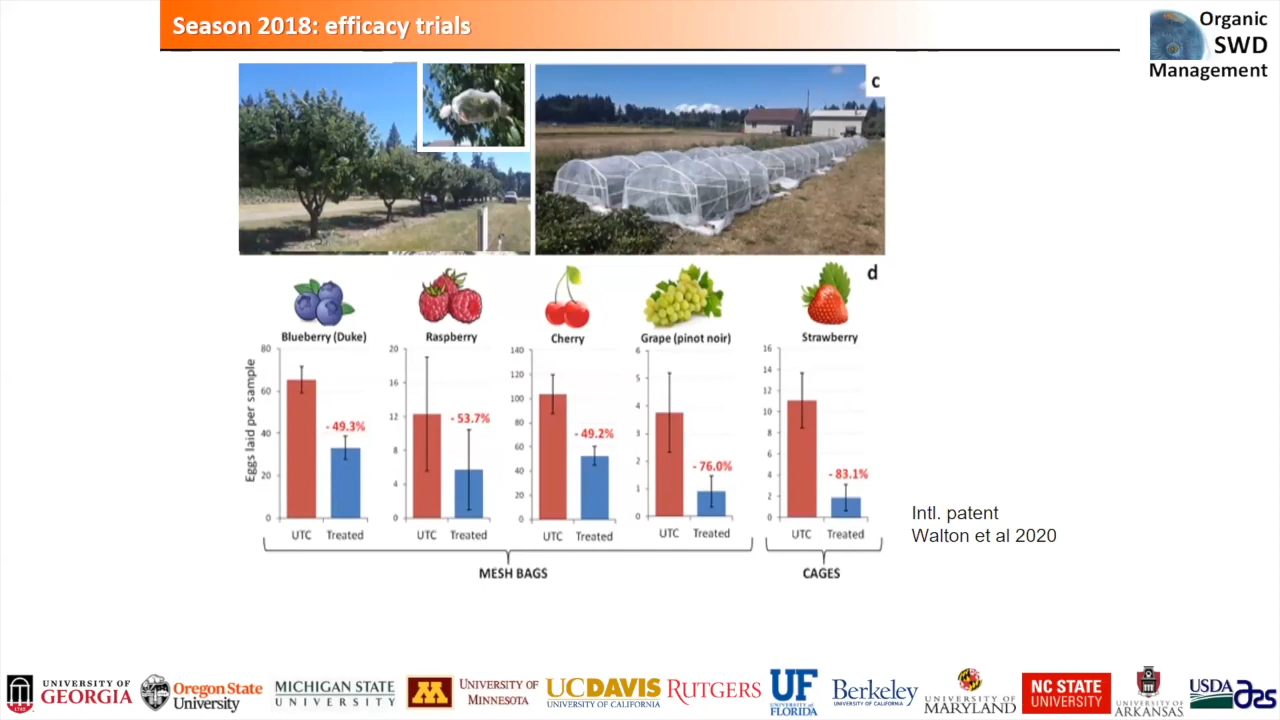 Season 2018: efficacy trials
Organic
SWD
Management
c
d
Blueberry (Duke)
Raspberry
Cherry
Grape (pinot noir)
Strawberry
Eggs laid per sample
80
60
40
20
0
- 49.3%
UTC Treated
20
16
12
8
4
0
- 53.7%
UTC Treated
140
120
100
80
60
40
20
0
- 49.2%
UTC Treated
6
5
4
3
2
1
0
- 76.0%
UTC Treated
16
14
12
10
8
6
4
2
0
- 83.1%
UTC Treated
MESH BAGS
CAGES
Intl. patent
Walton et al 2020
1785
UNIVERSITY OF
GEORGIA
Oregon State
University
MICHIGAN STATE
UNIVERSITY
M
UNIVERSITY OF
MINNESOTA
UCDAVIS
UNIVERSITY OF CALIFORNIA
RUTGERS
UF
UNIVERSITY of
FLORIDA
Berkeley
UNIVERSITY OF CALIFORNIA
UNIVERSITY OF
MARYLAND
NC STATE
UNIVERSITY
UNIVERSITY OF
ARKANSAS
USDA
ars